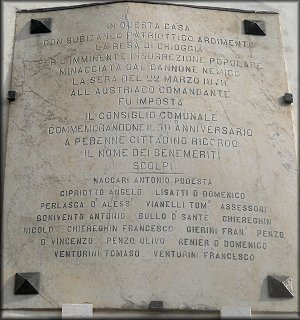 IN QUESTA CASA
CON SUBITANEO PATRIOTTICO ARDIMENTO
LA RESA DI CHIOGGIA
PER L'IMMINENTE INSURREZIONE POPOLARE
MINACCIATA DAL CANNONE NEMICO
LA SERA DEL 22 MARZO 1848
ALL'AUSTRIACO COMANDANTE
FU IMPOSTA
IL CONSIGLIO COMUNALE
COMMEMORANDONE IL 50 ANNIVERSARIO
A PERENNE CITTADINO RICORDO
IL NOME DEI BENEMERITI
SCOLPÌ
NACCARI ANTONIO PODESTÀ
CIPRIOTTO ANGELO LISATTI D DOMENICO
PERLASCA D ALESS. VIANELLI TOM. ASSESSORI
BONIVENTO ANTONIO BULLO D SANTE CHIEREGHIN
NICOLO CHIEREGHIN FRANCESCO GIERINI FRAN. PENZO
D VINCENZO PENZO OLIVO RENIER D DOMENICO
VENTURINI TOMASO VENTURINI FRANCESCO